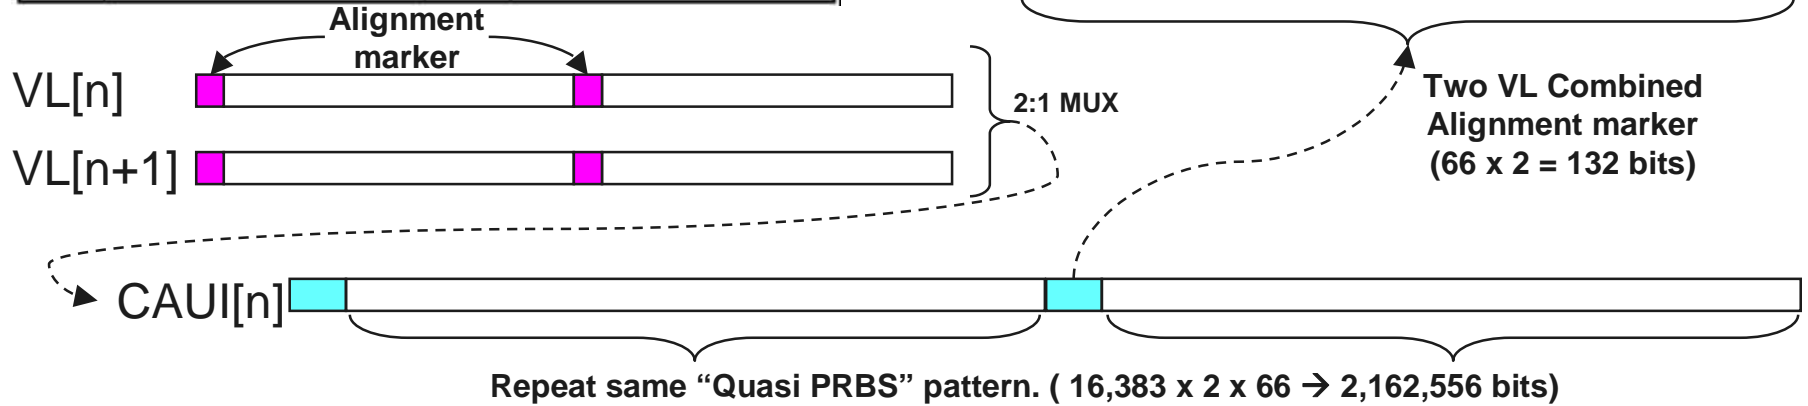 Alignment
marker
VL[n]
2:1 MUX
Two VL Combined
Alignment marker
(66 x 2 = 132 bits)
VL[n+1]
CAUI[n]
Repeat same “Quasi PRBS” pattern. ( 16,383 x 2 x 66 → 2,162,556 bits)